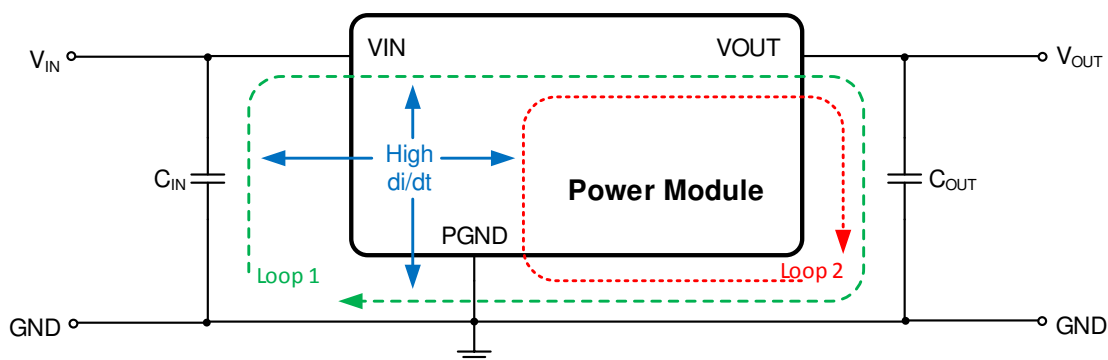 VIN
VOUT
VIN
VOUT
High
di/dt
CIN
Power Module
COUT
PGND
Loop 1
Loop 2
GND
GND